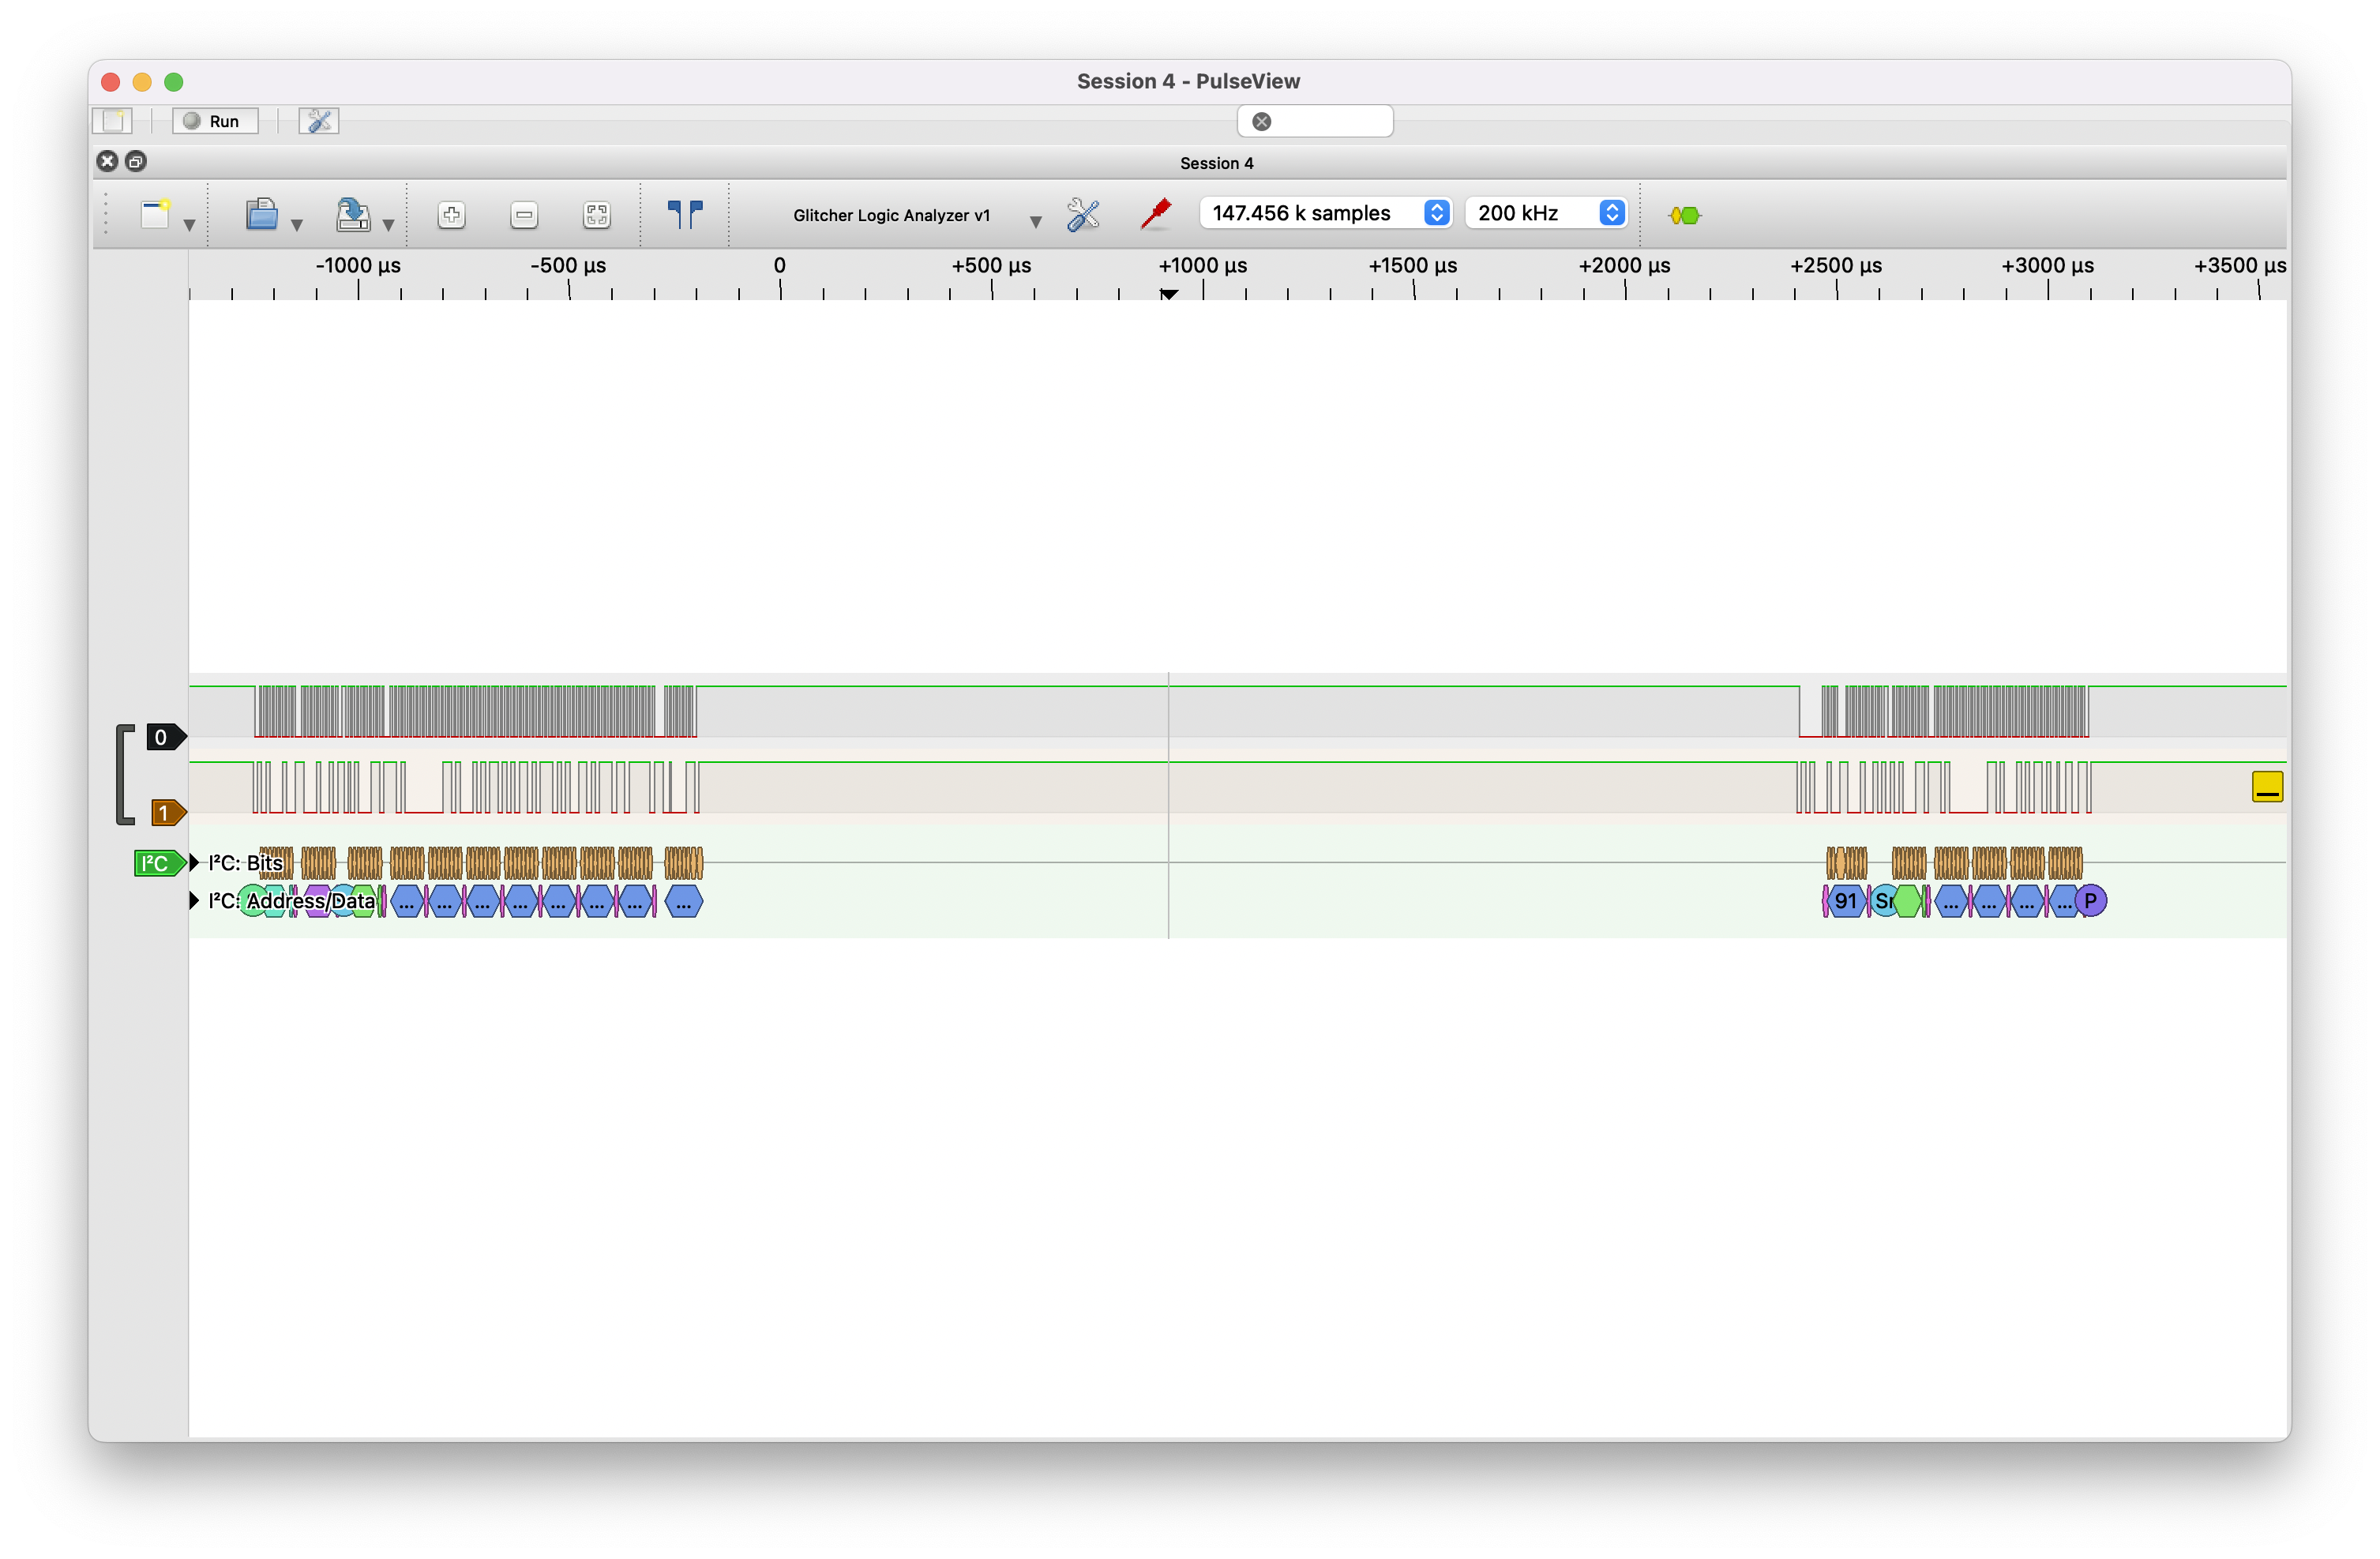 Session 4 - PulseView
Run
Session 4
Glitcher Logic Analyzer v1 147.456 k samples 200 kHz
-1000 µs -500 µs 0 +500 µs +1000 µs +1500 µs +2000 µs +2500 µs +3000 µs +3500 µs
0
1
I²C I²C: Bits
I²C: Address/Data ... ... ... ... ... ... ... ... 91 Sr ... ... ... ... P